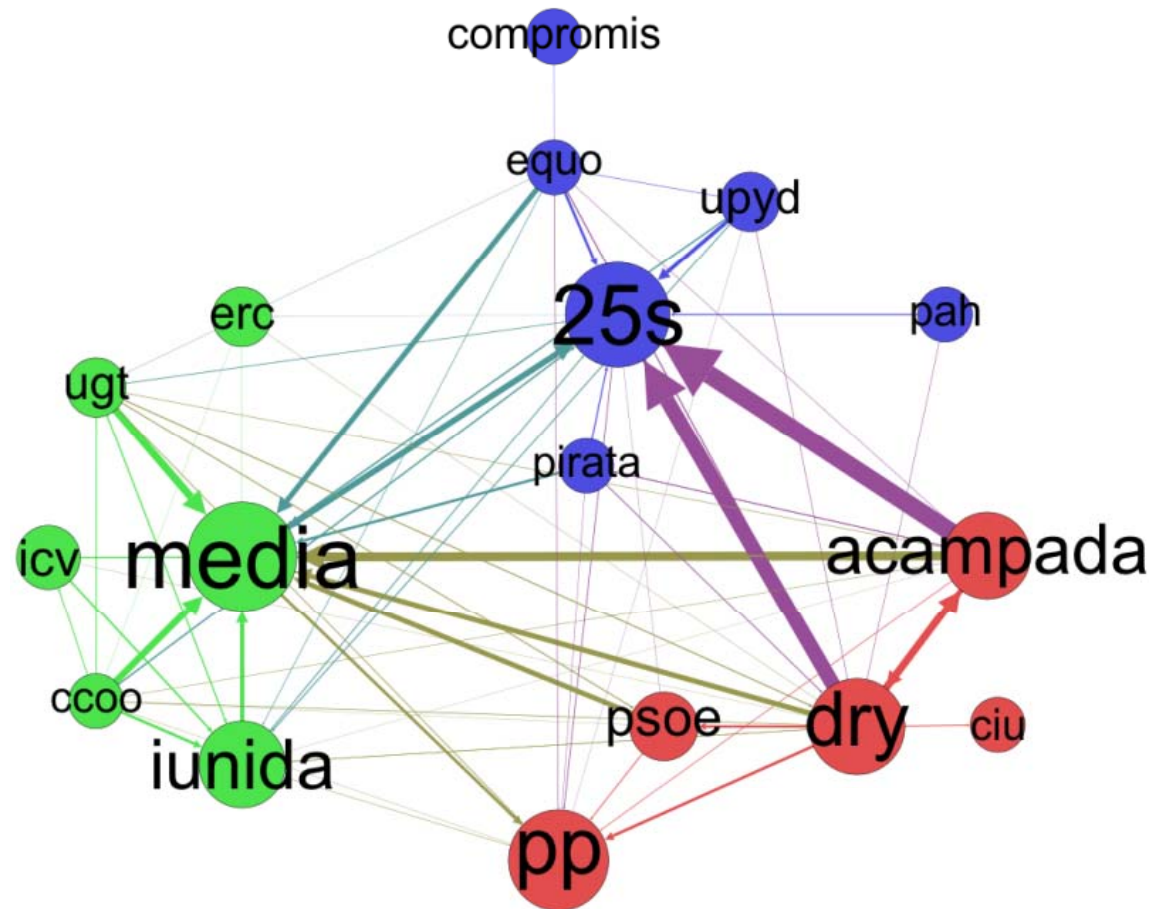 compromis
equo
upyd
25s
pah
erc
ugt
pirata
media
icv
acampada
ccoo
iunida
psoe
dry
ciu
pp